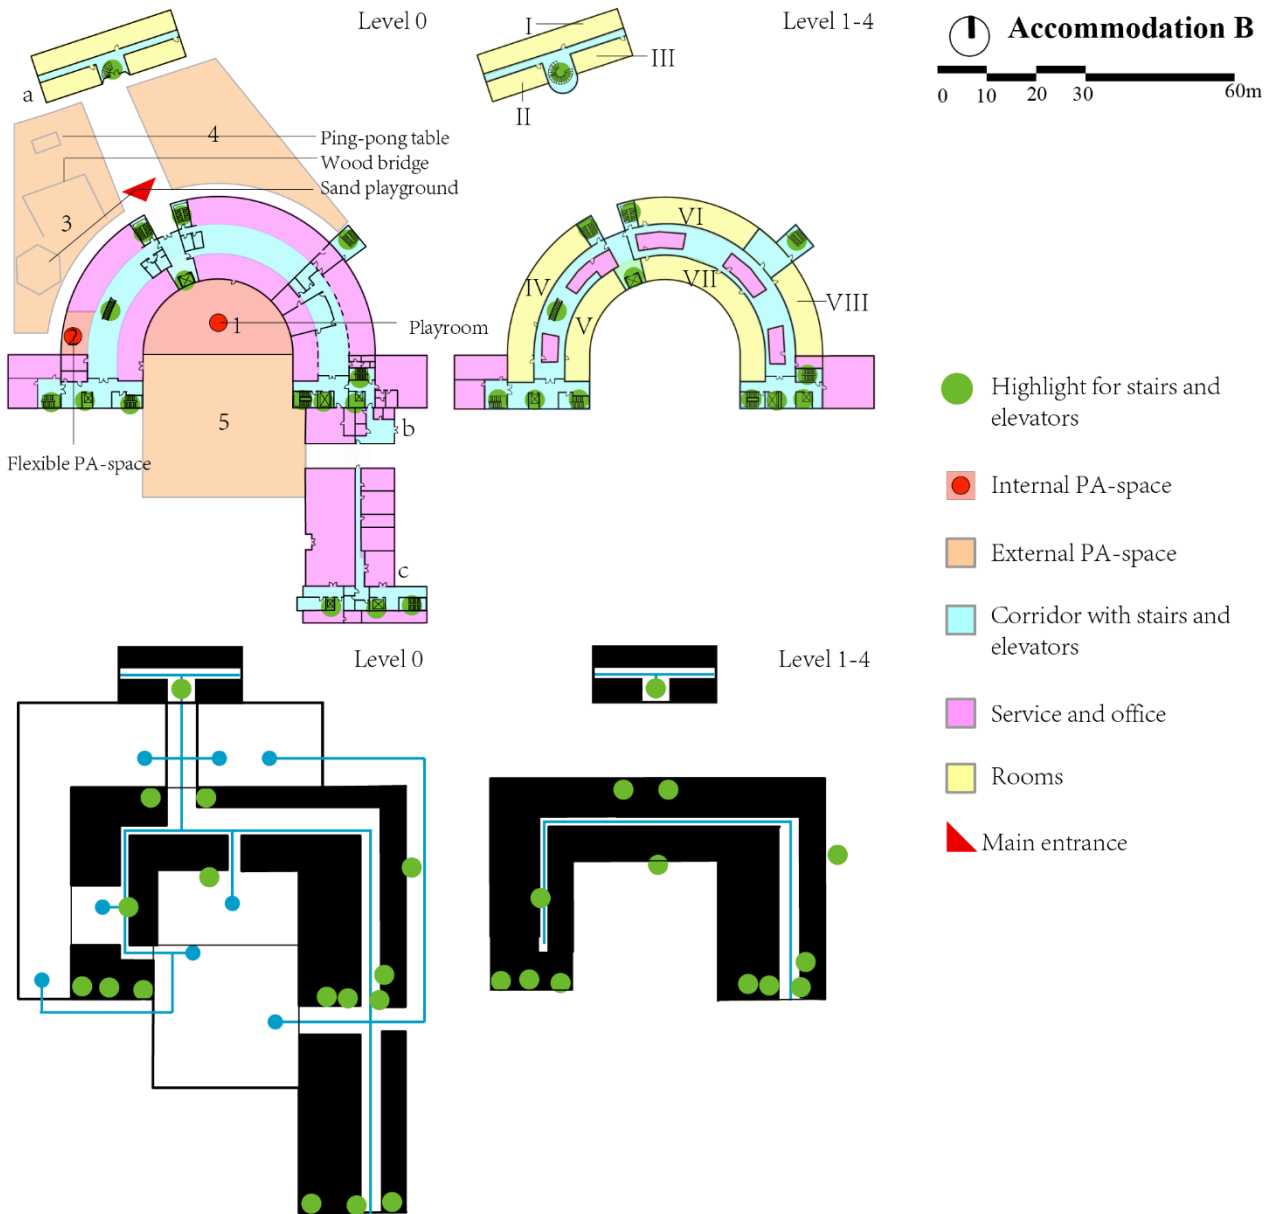 Level 0
Level 1-4
Accommodation B
0 10 20 30 60m
I
III
II
a
4
Ping-pong table
Wood bridge
Sand playground
3
VI
IV
VII
V
VIII
2
1
Playroom
5
b
Flexible PA-space
c
Highlight for stairs and
elevators
Internal PA-space
External PA-space
Corridor with stairs and
elevators
Service and office
Rooms
Main entrance
Level 0
Level 1-4